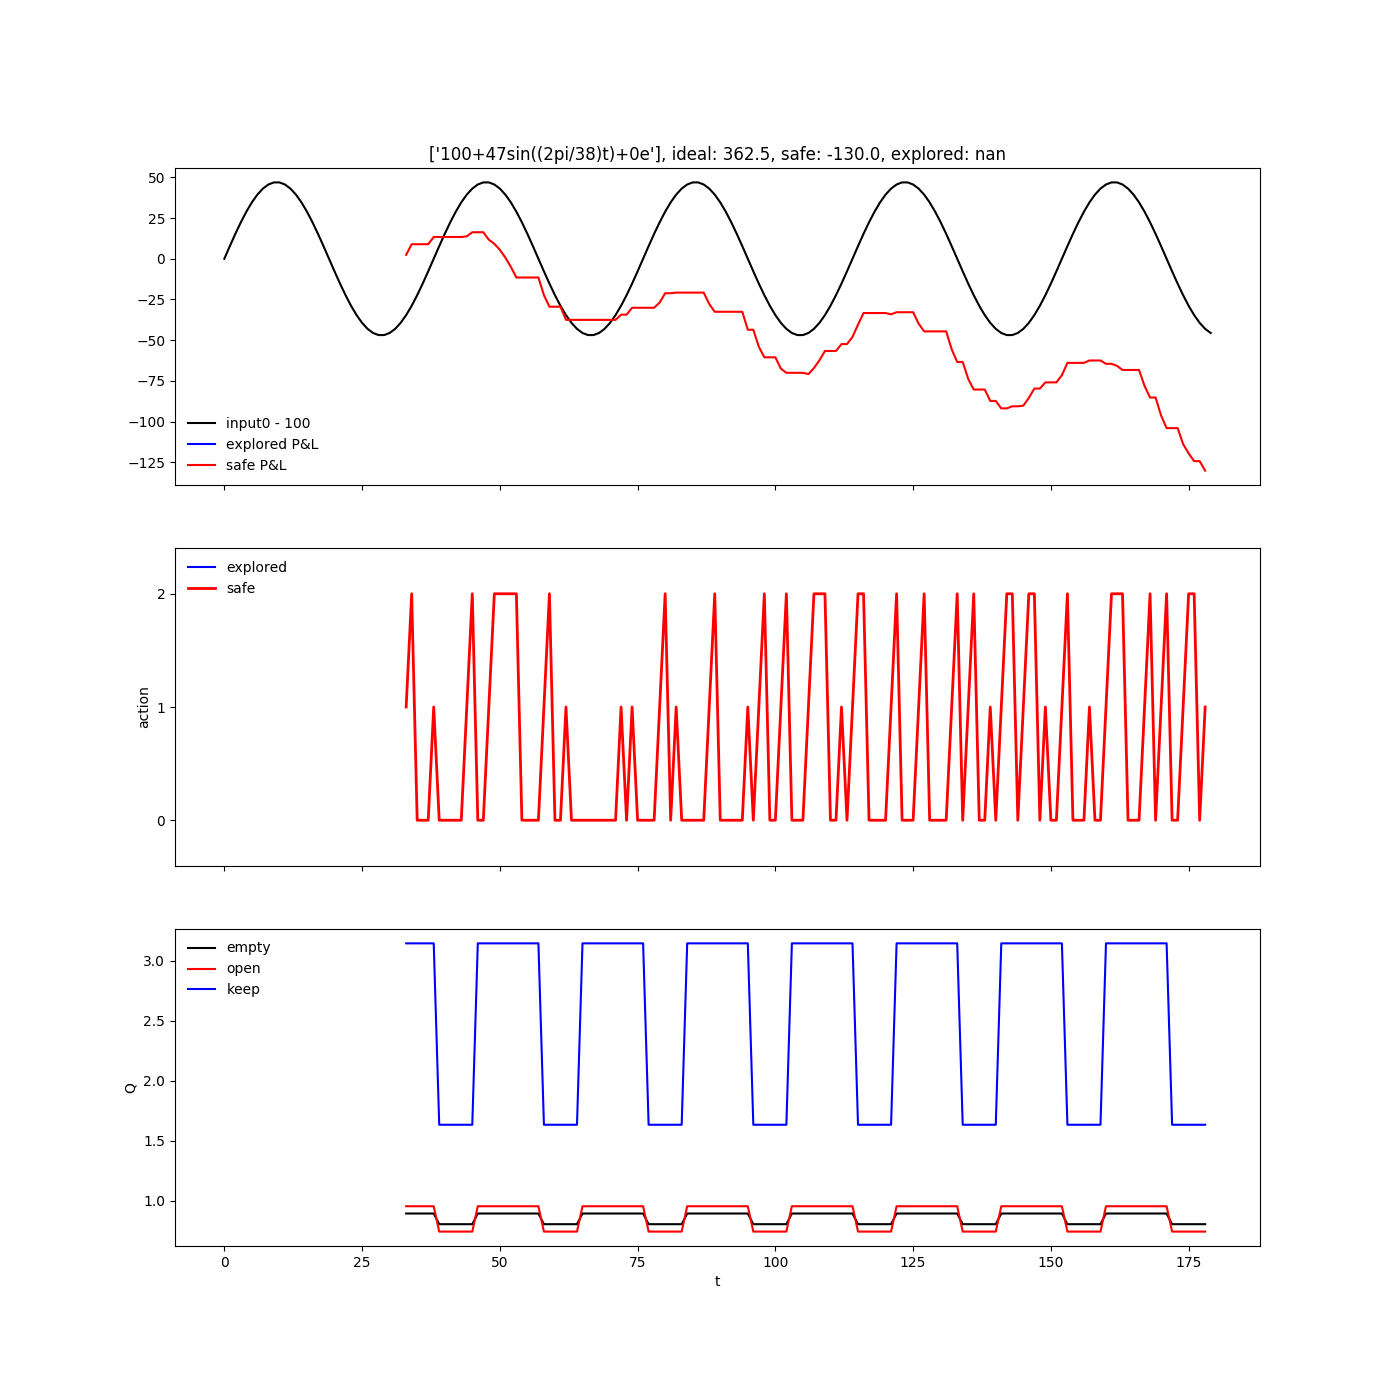 ['100+47sin((2pi/38)t)+0e'], ideal: 362.5, safe: -130.0, explored: nan
50
25
0
−25
−50
−75
−100
−125
input0 - 100
explored P&L
safe P&L
2
1
0
action
explored
safe
3.0
2.5
2.0
1.5
1.0
Q
empty
open
keep
0 25 50 75 100 125 150 175
t